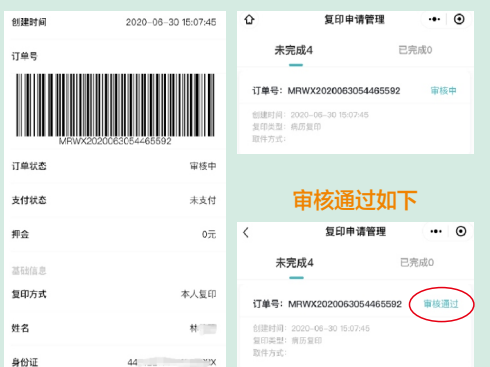 创建时间 2020-06-30 15:07:45
订单号
MRWX2020063054465592
订单状态 审核中
支付状态 未支付
押金 0元
基础信息
复印方式 本人复印
姓名 林
身份证 44 X
复印申请管理
未完成4 已完成0
订单号: MRWX2020063054465592 审核中
创建时间: 2020-06-30 15:07:45
复印类型: 病历复印
取件方式:
审核通过如下
复印申请管理
未完成4 已完成0
订单号: MRWX2020063054465592 审核通过
创建时间: 2020-06-30 15:07:45
复印类型: 病历复印
取件方式: